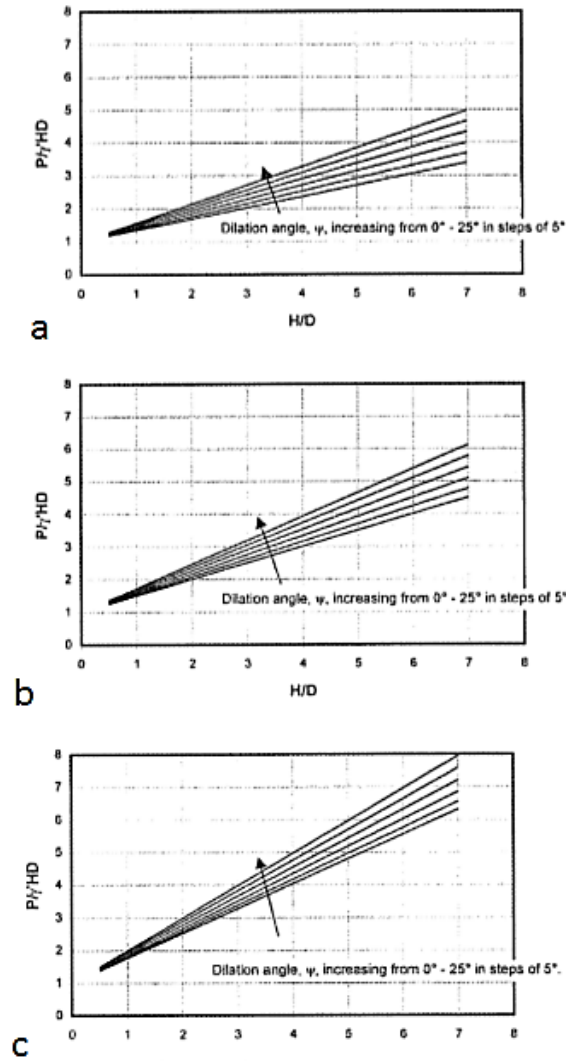 8
7
6
5
4
3
2
1
0
P/γ'HD
Dilation angle, ψ, increasing from 0° - 25° in steps of 5°
0 1 2 3 4 5 6 7 8
H/D
a
8
7
6
5
4
3
2
1
0
P/γ'HD
Dilation angle, ψ, increasing from 0° - 25° in steps of 5°
0 1 2 3 4 5 6 7 8
H/D
b
8
7
6
5
4
3
2
1
0
P/γ'HD
Dilation angle, ψ, increasing from 0° - 25° in steps of 5°.
0 1 2 3 4 5 6 7 8
c